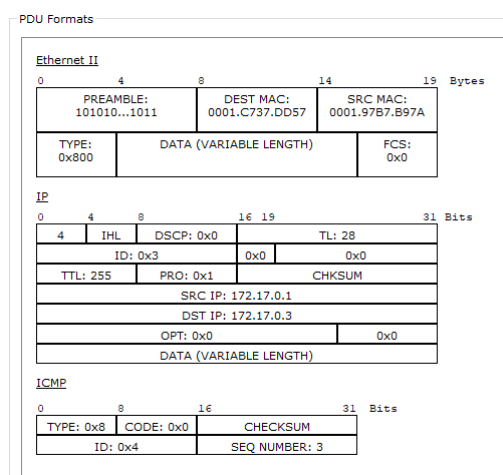 PDU Formats
Ethernet II
0 4 8 14 19 Bytes
PREAMBLE: DEST MAC: SRC MAC:
101010...1011 0001.C737.DD57 0001.97B7.B97A
TYPE: DATA (VARIABLE LENGTH) FCS:
0x800 0x0
IP
0 4 8 16 19 31 Bits
4 IHL DSCP: 0x0 TL: 28
ID: 0x3 0x0 0x0
TTL: 255 PRO: 0x1 CHKSUM
SRC IP: 172.17.0.1
DST IP: 172.17.0.3
OPT: 0x0 0x0
DATA (VARIABLE LENGTH)
ICMP
0 8 16 31 Bits
TYPE: 0x8 CODE: 0x0 CHECKSUM
ID: 0x4 SEQ NUMBER: 3